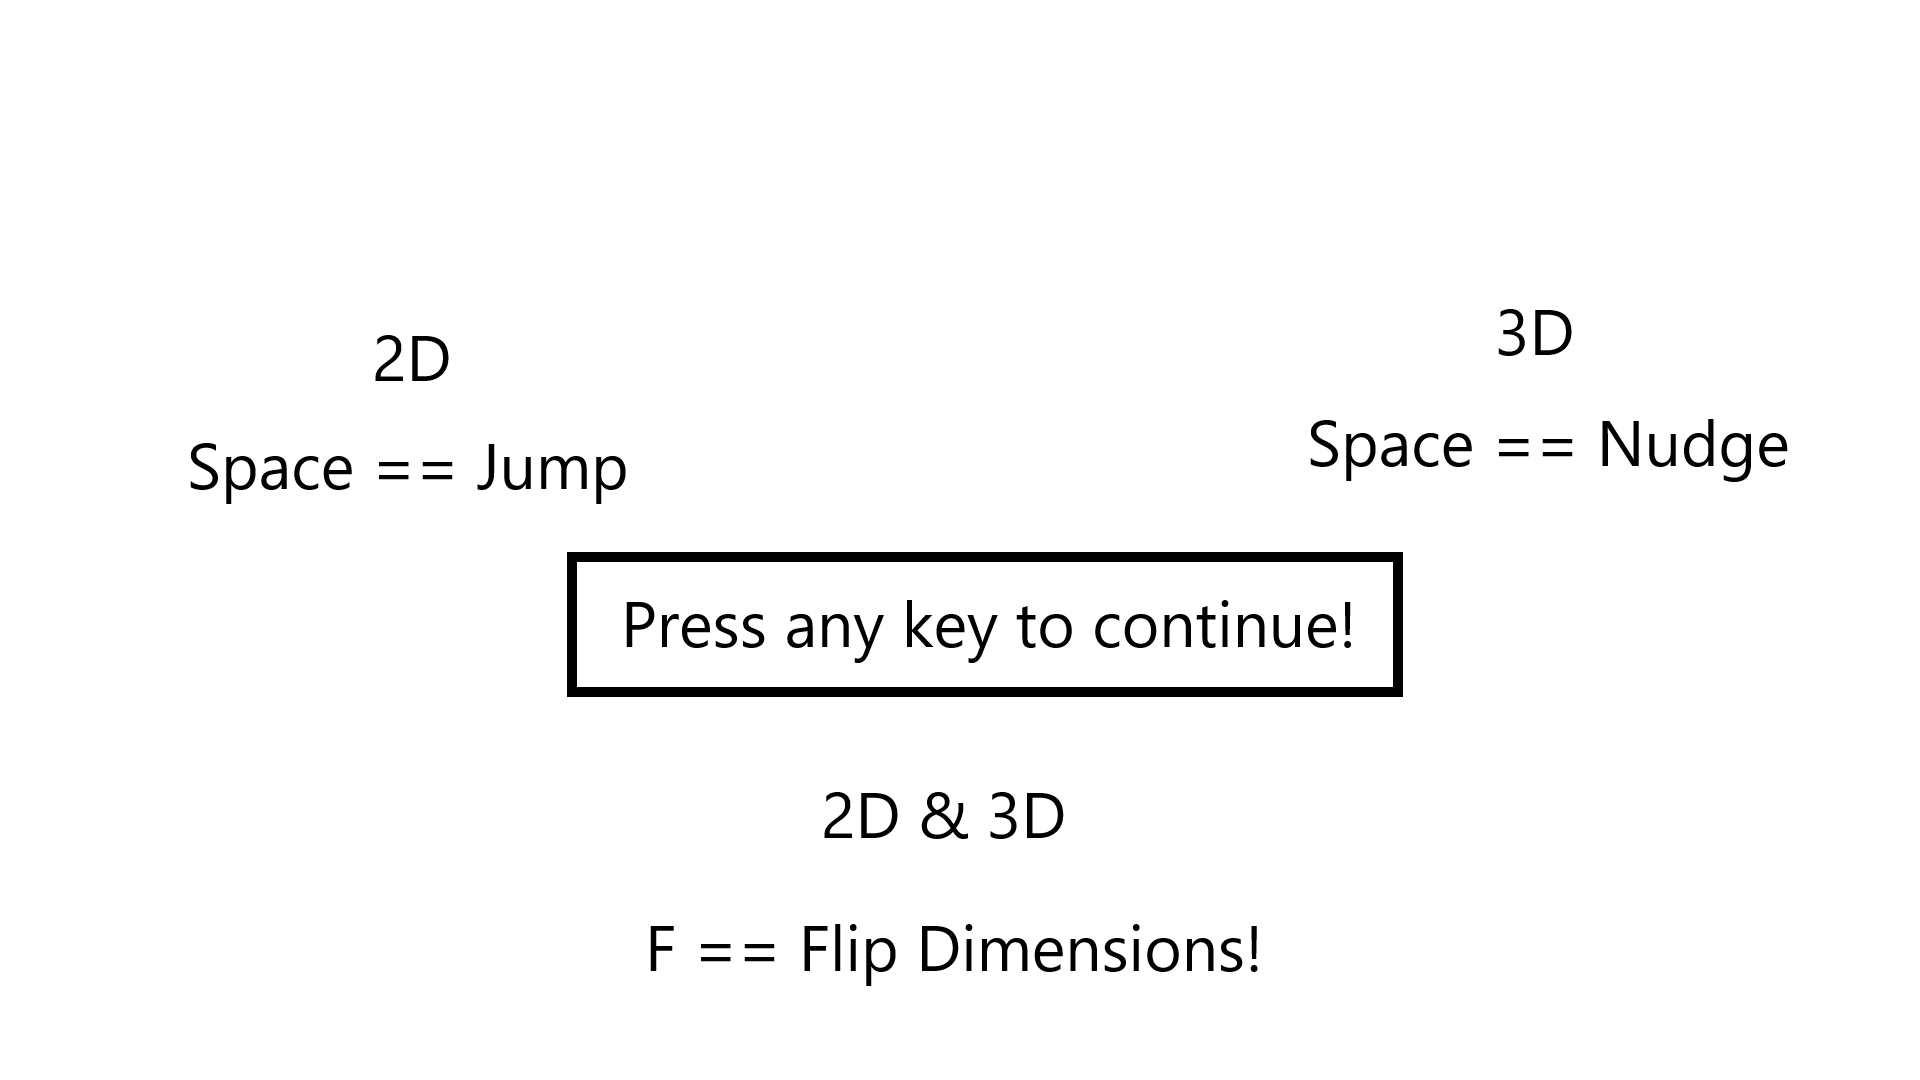 2D
Space == Jump
3D
Space == Nudge
Press any key to continue!
2D & 3D
F == Flip Dimensions!